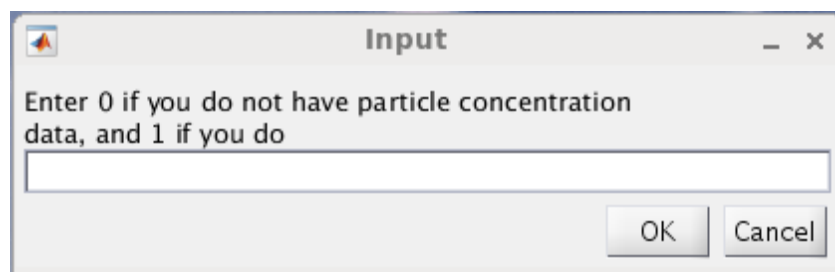 Input
Enter 0 if you do not have particle concentration
data, and 1 if you do
OK Cancel